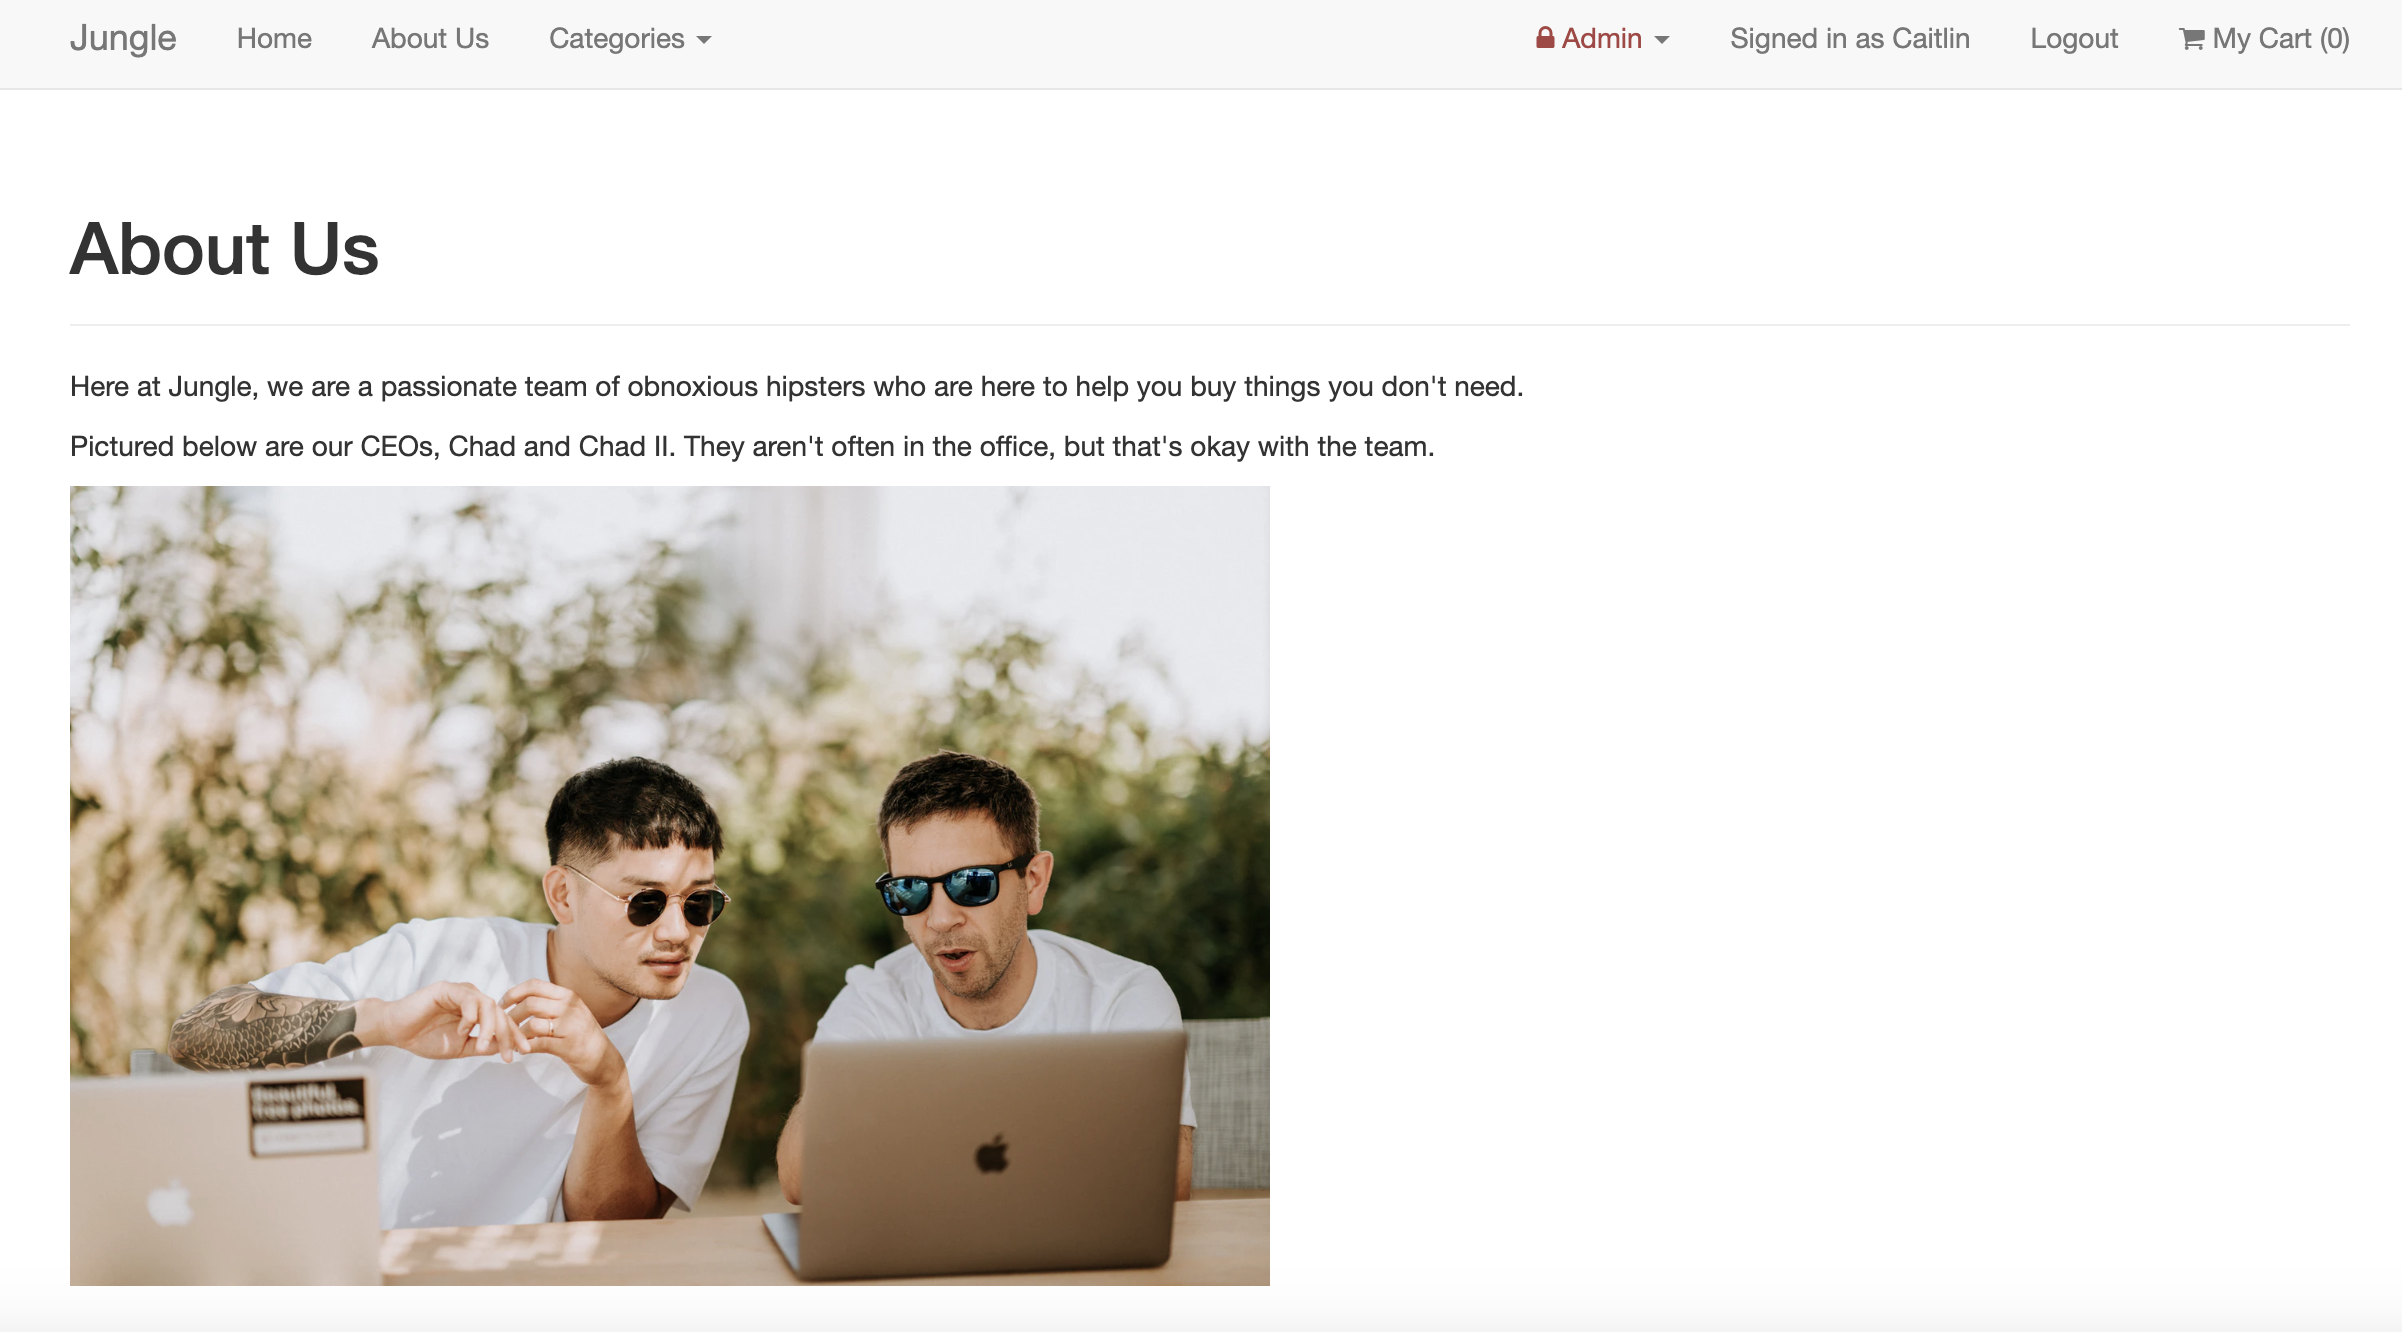 Jungle Home About Us Categories Admin Signed in as Caitlin Logout My Cart (0)
About Us
Here at Jungle, we are a passionate team of obnoxious hipsters who are here to help you buy things you don't need.
Pictured below are our CEOs, Chad and Chad II. They aren't often in the office, but that's okay with the team.
Beautiful,
free photos.